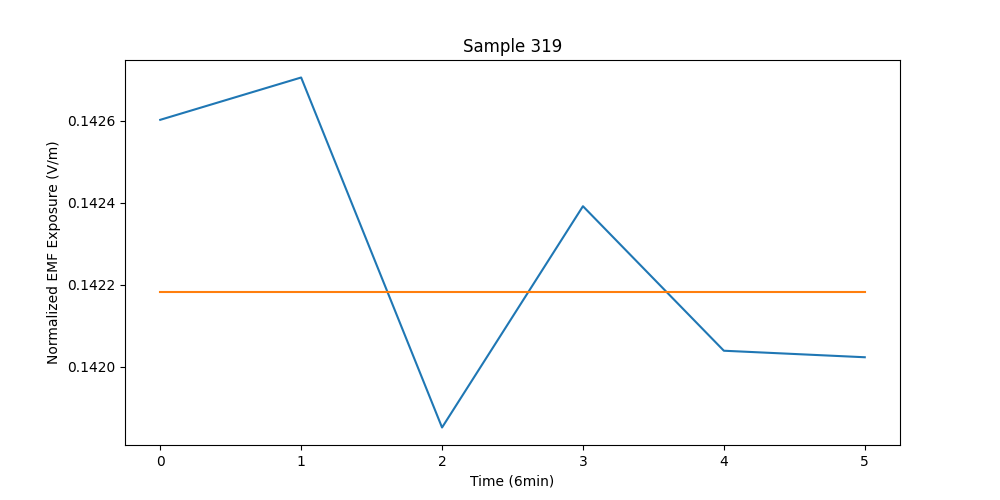 Sample 319
Normalized EMF Exposure (V/m)
0.1426
0.1424
0.1422
0.1420
0 1 2 3 4 5
Time (6min)